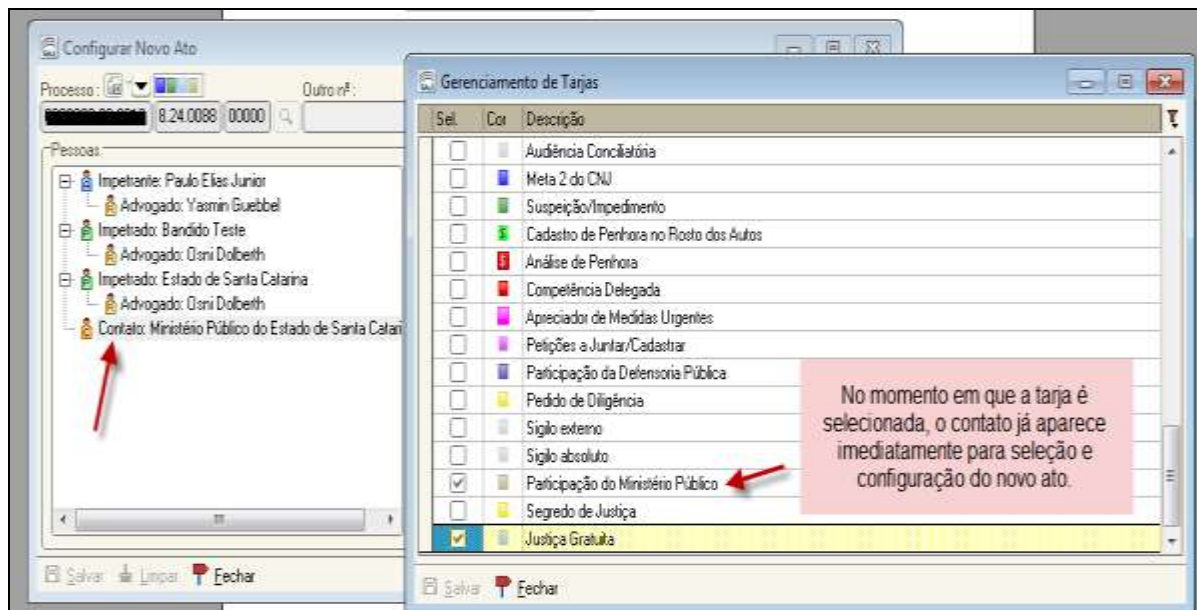 Configurar Novo Ato
Processo:
Outro nº:
8.24.0088 00000
Pessoas
Impetrante: Paulo Elias Junior
Advogado: Yasmin Guebbel
Impetrado: Bandido Teste
Advogado: Osni Dolberth
Impetrado: Estado de Santa Catarina
Advogado: Osni Dolberth
Contato: Ministério Público do Estado de Santa Catari
Salvar Limpar Fechar
Gerenciamento de Tarjas
Sel. Cor Descrição
Audiência Conciliatória
Meta 2 do CNJ
Suspeição/Impedimento
Cadastro de Penhora no Rosto dos Autos
Análise de Penhora
Competência Delegada
Apreciador de Medidas Urgentes
Petições a Juntar/Cadastrar
Participação da Defensoria Pública
Pedido de Diligência
Sigilo externo
Sigilo absoluto
Participação do Ministério Público
Segredo de Justiça
Justiça Gratuita
Salvar Fechar
No momento em que a tarja é
selecionada, o contato já aparece
imediatamente para seleção e
configuração do novo ato.